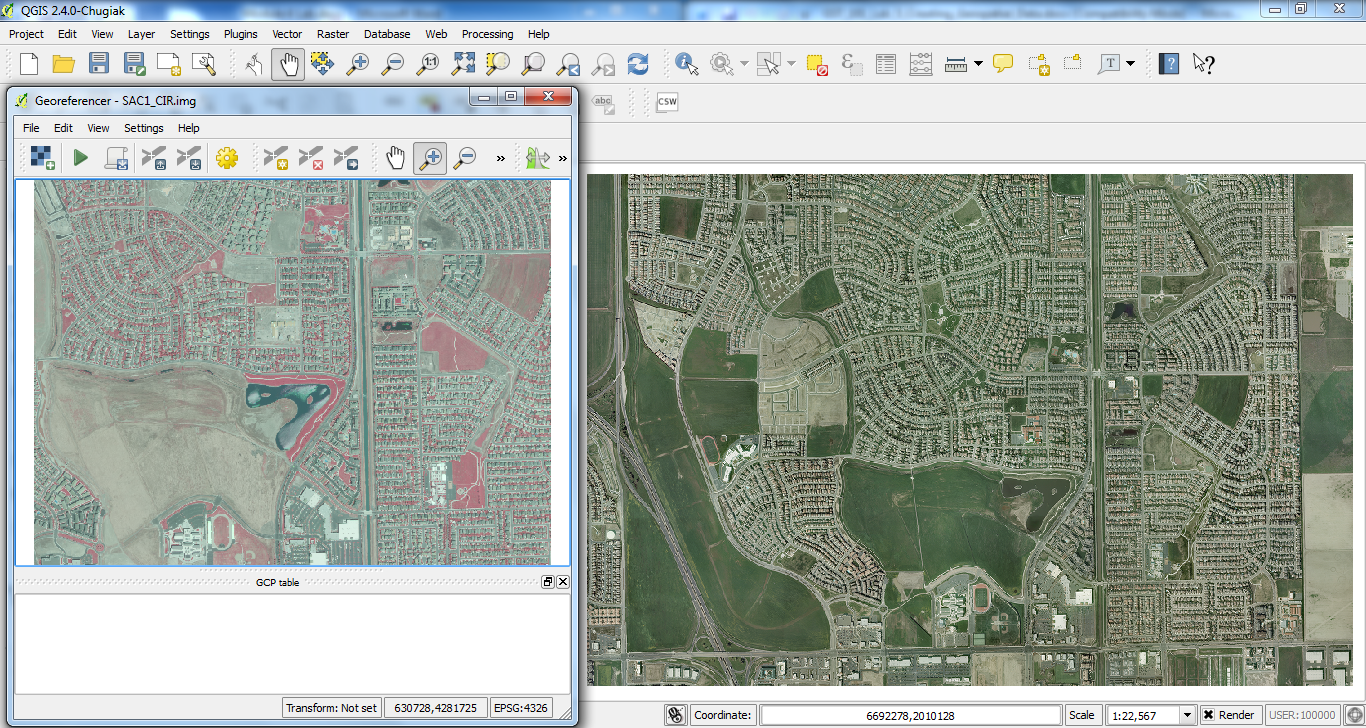 QGIS 2.4.0-Chugiak
Project Edit View Layer Settings Plugins Vector Raster Database Web Processing Help
1:1
T
?
?
Georeferencer - SAC1_CIR.img
abc
CSW
File Edit View Settings Help
»
»
GCP table
Transform: Not set 630728,4281725 EPSG:4326
Coordinate: 6692278,2010128 Scale 1:22,567 Render USER:100000